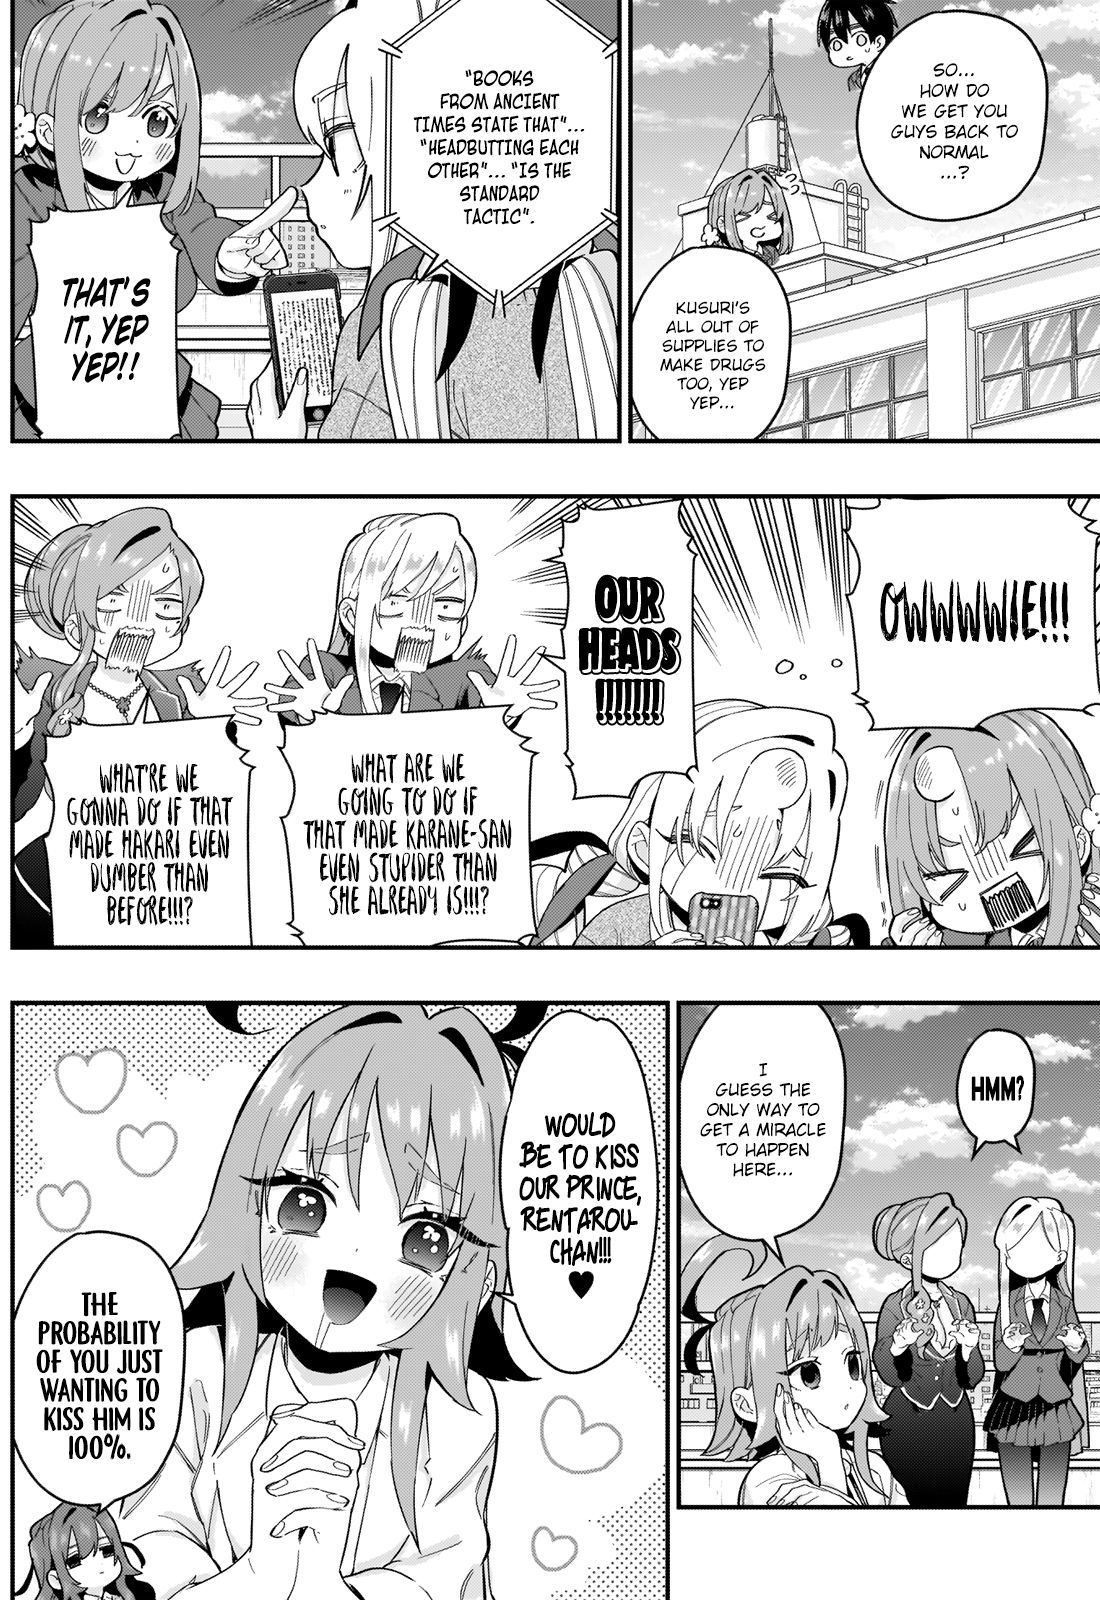 SO...
HOW DO
WE GET YOU
GUYS BACK TO
NORMAL
...?
KUSURI'S
ALL OUT OF
SUPPLIES TO
MAKE DRUGS
TOO, YEP
YEP...
"BOOKS
FROM ANCIENT
TIMES STATE THAT"...
"HEADBUTTING EACH
OTHER"... "IS THE
STANDARD
TACTIC".
THAT'S
IT, YEP
YEP!!
OWWWWIE!!!
OUR
HEADS
!!!!!!!
WHAT ARE WE
GOING TO DO IF
THAT MADE KARANE-SAN
EVEN STUPIDER THAN
SHE ALREADY IS!!!?
WHAT'RE WE
GONNA DO IF THAT
MADE HAKARI EVEN
DUMBER THAN
BEFORE!!!?
HMM?
I
GUESS THE
ONLY WAY TO
GET A MIRACLE
TO HAPPEN
HERE...
WOULD
BE TO KISS
OUR PRINCE,
RENTAROU-
CHAN!!!
♥
THE
PROBABILITY
OF YOU JUST
WANTING TO
KISS HIM IS
100%.